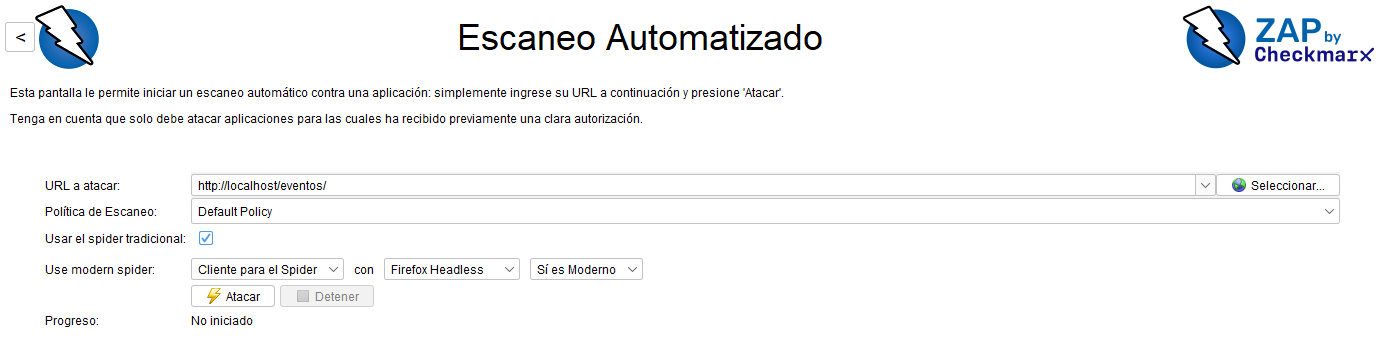 <
Escaneo Automatizado
ZAP by
Checkmarx
Esta pantalla le permite iniciar un escaneo automático contra una aplicación: simplemente ingrese su URL a continuación y presione 'Atacar'.
Tenga en cuenta que solo debe atacar aplicaciones para las cuales ha recibido previamente una clara autorización.
URL a atacar: http://localhost/eventos/ Seleccionar...
Política de Escaneo: Default Policy
Usar el spider tradicional:
Use modern spider: Cliente para el Spider con Firefox Headless Sí es Moderno
Atacar Detener
Progreso: No iniciado